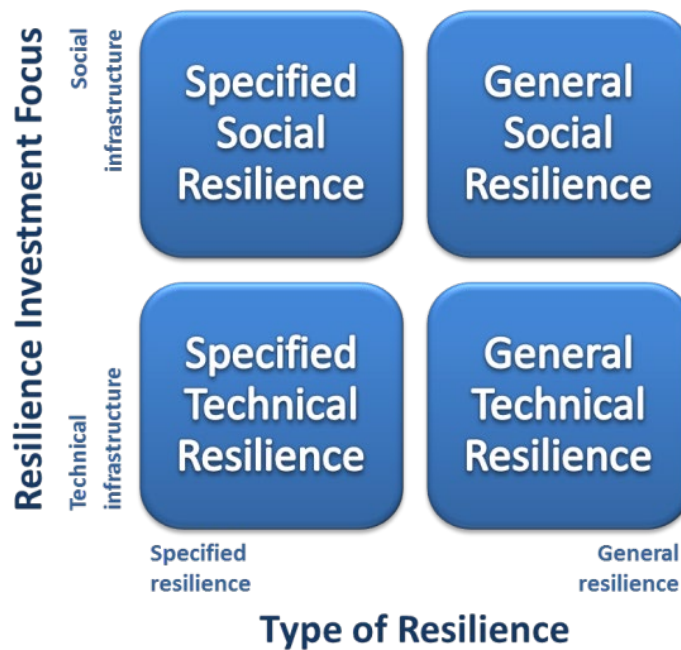 Resilience Investment Focus
Social
infrastructure
Specified
Social
Resilience
General
Social
Resilience
Technical
infrastructure
Specified
Technical
Resilience
General
Technical
Resilience
Specified
resilience
General
resilience
Type of Resilience